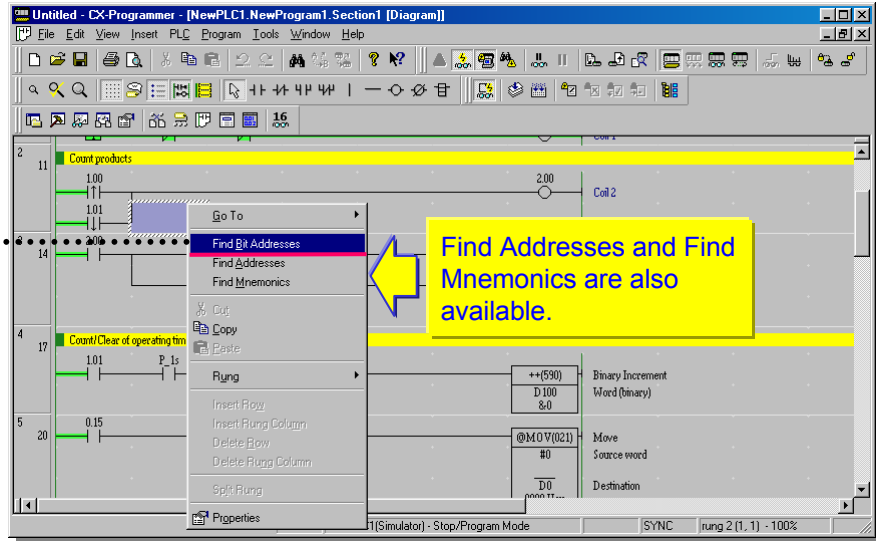 Untitled - CX-Programmer - [NewPLC1.NewProgram1.Section1 [Diagram]]
File Edit View Insert PLC Program Tools Window Help
16
2
11
Count products
1.00
2.00
Coil 2
1.01
Go To
Find Bit Addresses
Find Addresses
Find Mnemonics
Cut
Copy
Paste
Rung
Insert Row
Insert Rung Column
Delete Row
Delete Rung Column
Split Rung
Properties
Find Addresses and Find
Mnemonics are also
available.
2.00
14
4
17
Count/Clear of operating tim
1.01
P_1s
++(590)
Binary Increment
D100
Word (binary)
&0
5
20
0.15
@MOV(021)
Move
#0
Source word
D0
Destination
(Simulator) - Stop/Program Mode
SYNC
rung 2 (1, 1) - 100%